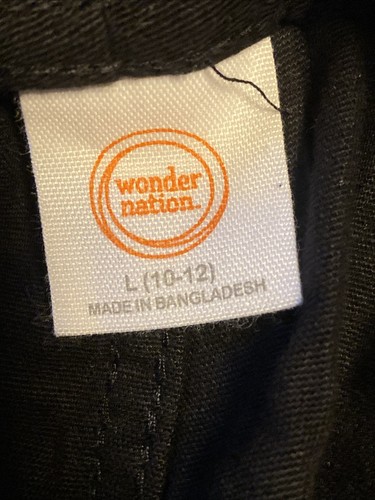 wonder
nation.
L (10-12)
MADE IN BANGLADESH